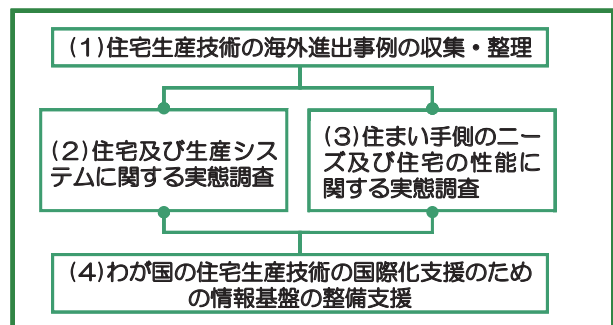 (1)住宅生産技術の海外進出事例の収集・整理
(2)住宅及び生産シス
テムに関する実態調査
(3)住まい手側のニー
ズ及び住宅の性能に
関する実態調査
(4)わが国の住宅生産技術の国際化支援のため
の情報基盤の整備支援